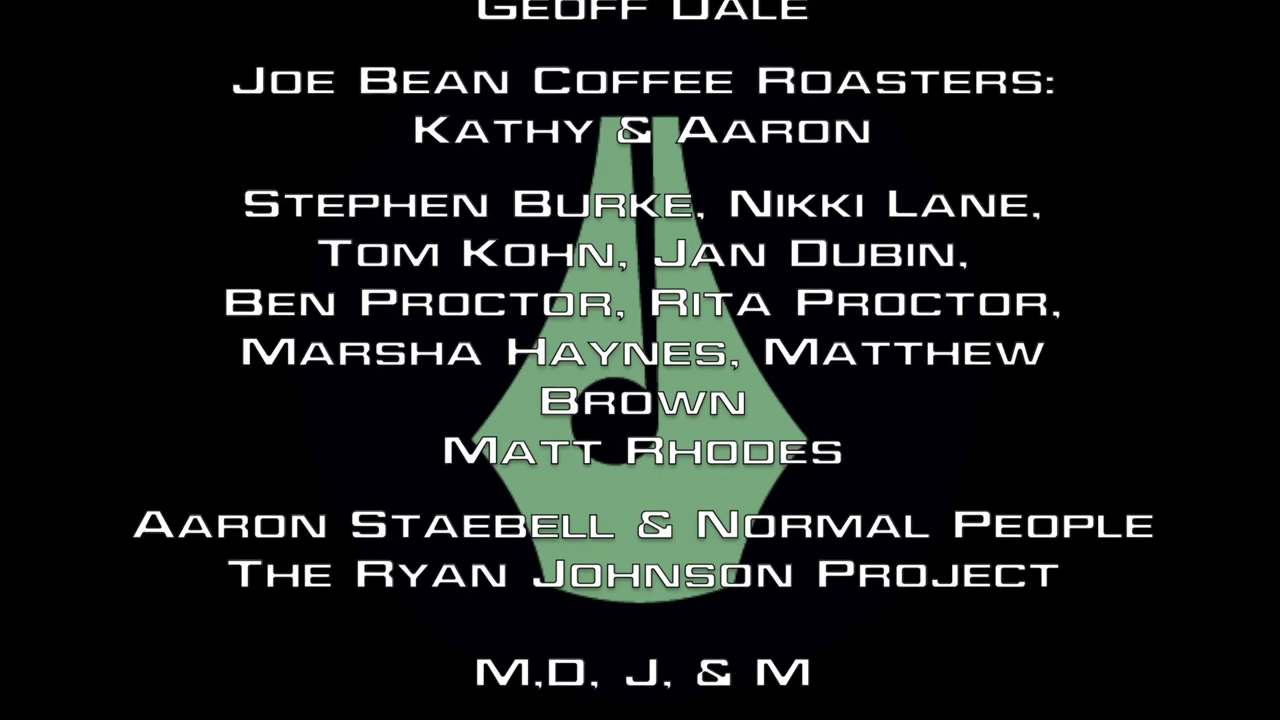 Geoff Dale
Joe Bean Coffee Roasters:
Kathy & Aaron
Stephen Burke, Nikki Lane,
Tom Kohn, Jan Dubin,
Ben Proctor, Rita Proctor,
Marsha Haynes, Matthew
Brown
Matt Rhodes
Aaron Staebell & Normal People
The Ryan Johnson Project
M,D, J, & M